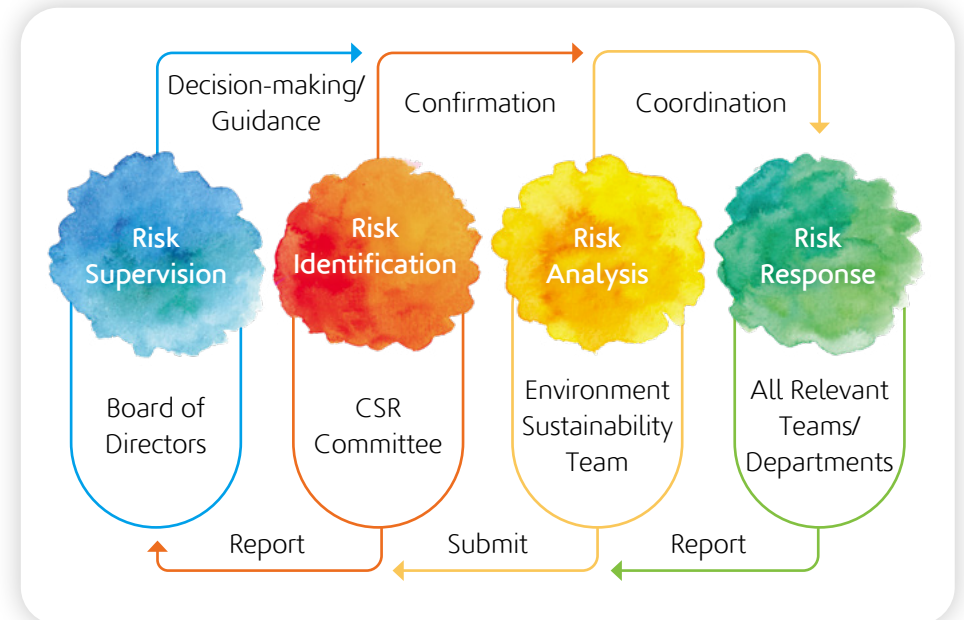 Decision-making/
Guidance
Confirmation
Coordination
Risk
Supervision
Risk
Identification
Risk
Analysis
Risk
Response
Board of
Directors
CSR
Committee
Environment
Sustainability
Team
All Relevant
Teams/
Departments
Report
Submit
Report